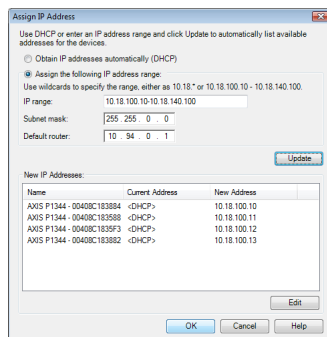 Assign IP Address
Use DHCP or enter an IP address range and click Update to automatically list available
addresses for the devices.
Obtain IP addresses automatically (DHCP)
Assign the following IP address range:
Use wildcards to specify the range, either as 10.18.* or 10.18.100.10 - 10.18.140.100.
IP range: 10.18.100.10-10.18.140.100
Subnet mask: 255 . 255 . 0 . 0
Default router: 10 . 94 . 0 . 1
Update
New IP Addresses:
Name Current Address New Address
AXIS P1344 - 00408C183884 <DHCP> 10.18.100.10
AXIS P1344 - 00408C183588 <DHCP> 10.18.100.11
AXIS P1344 - 00408C1835F3 <DHCP> 10.18.100.12
AXIS P1344 - 00408C183882 <DHCP> 10.18.100.13
Edit
OK Cancel Help